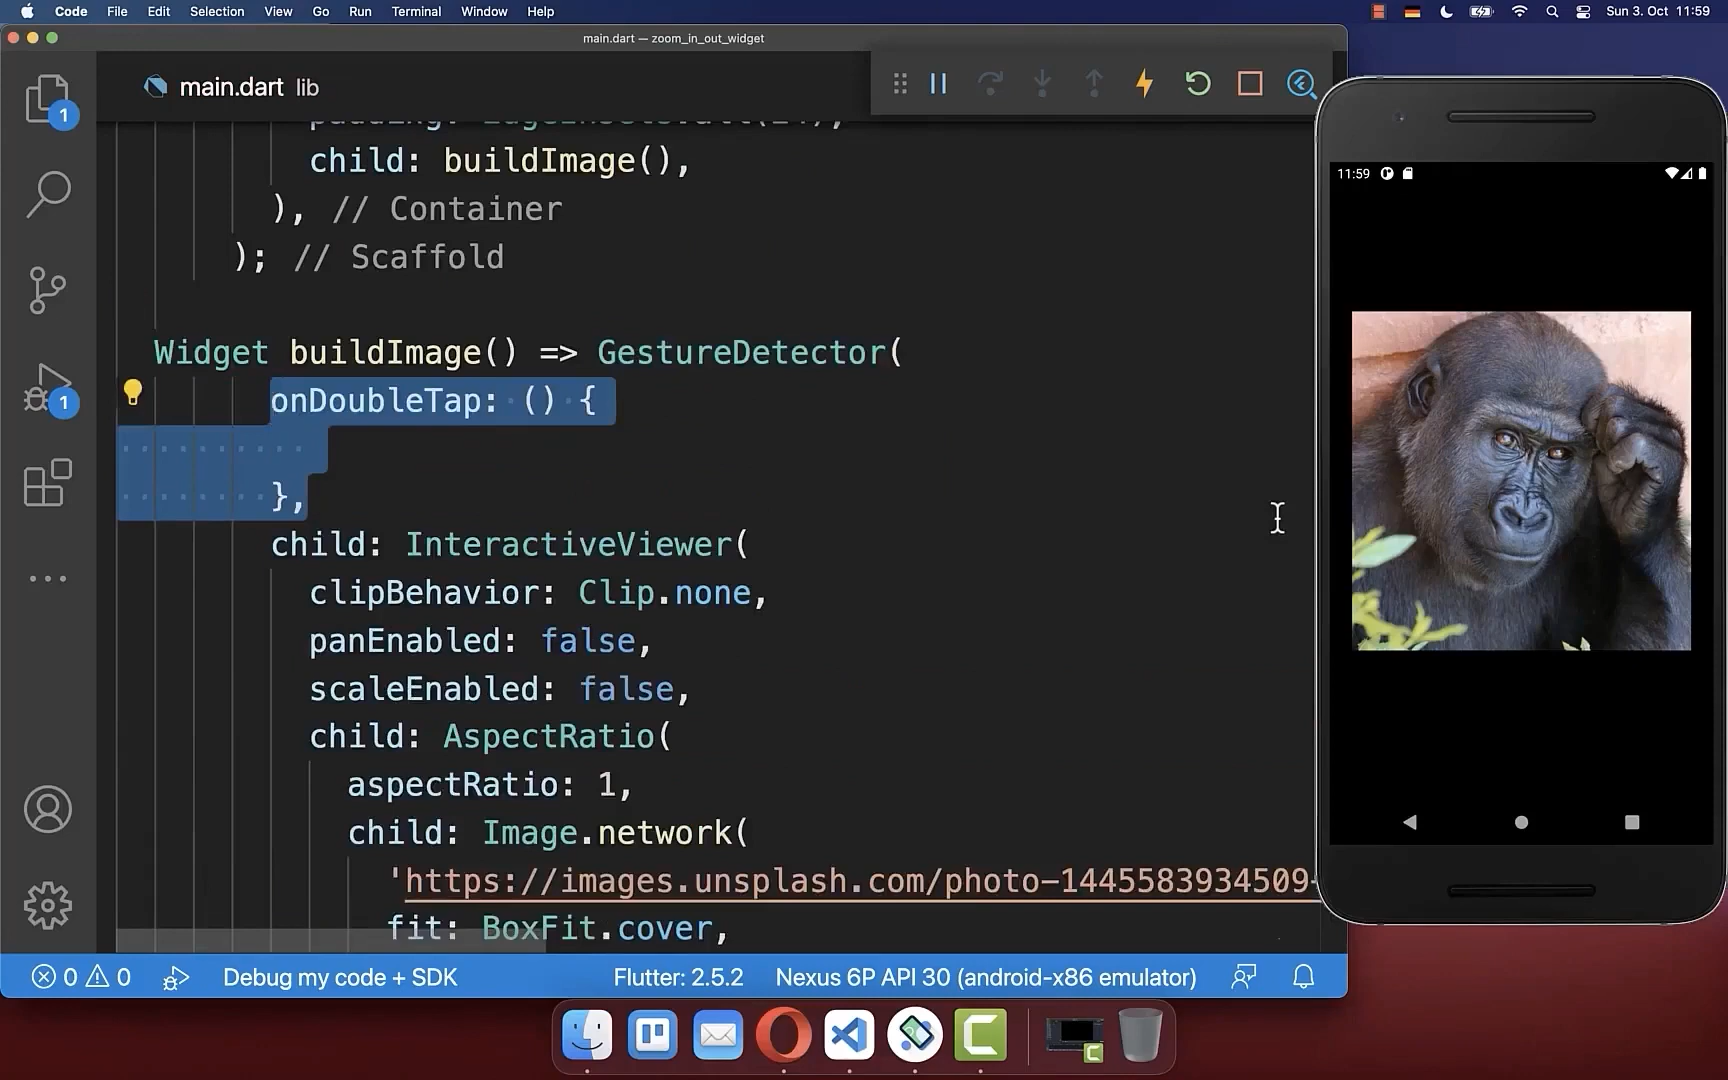 Code File Edit Selection View Go Run Terminal Window Help Sun 3. Oct 11:59
main.dart — zoom_in_out_widget
main.dart lib
child: buildImage(),
), // Container
); // Scaffold
Widget buildImage() => GestureDetector(
onDoubleTap: () {
},
child: InteractiveViewer(
clipBehavior: Clip.none,
panEnabled: false,
scaleEnabled: false,
child: AspectRatio(
aspectRatio: 1,
child: Image.network(
'https://images.unsplash.com/photo-1445583934509-
fit: BoxFit.cover,
1
1
0 0 Debug my code + SDK Flutter: 2.5.2 Nexus 6P API 30 (android-x86 emulator)
11:59